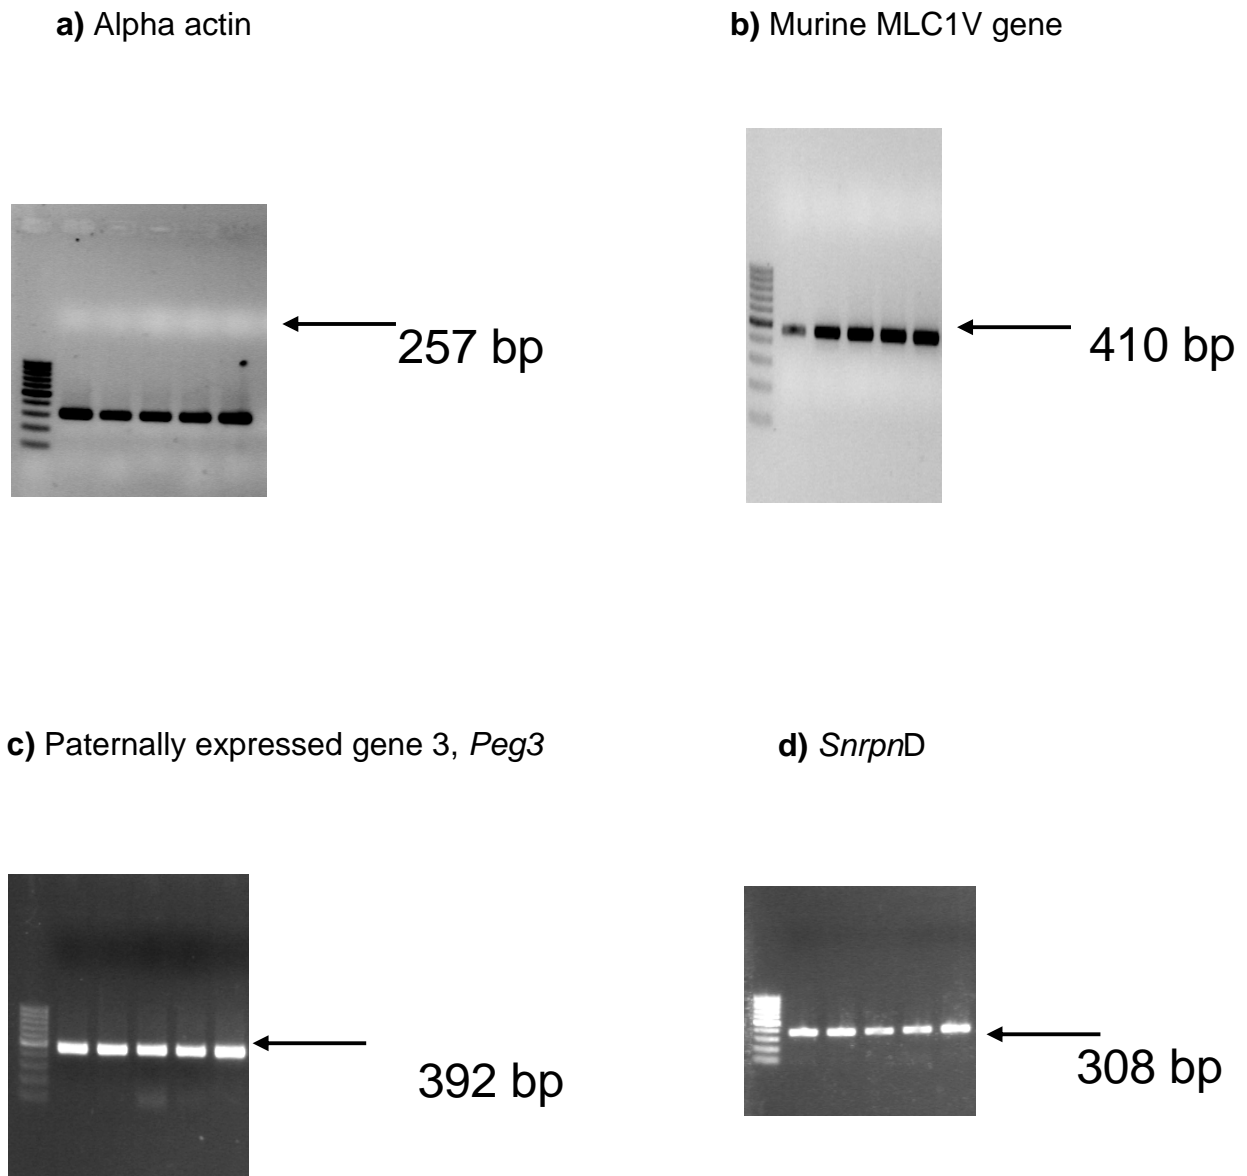 a) Alpha actin
b) Murine MLC1V gene
257 bp
410 bp
c) Paternally expressed gene 3, Peg3
d) SnrpnD
392 bp
308 bp